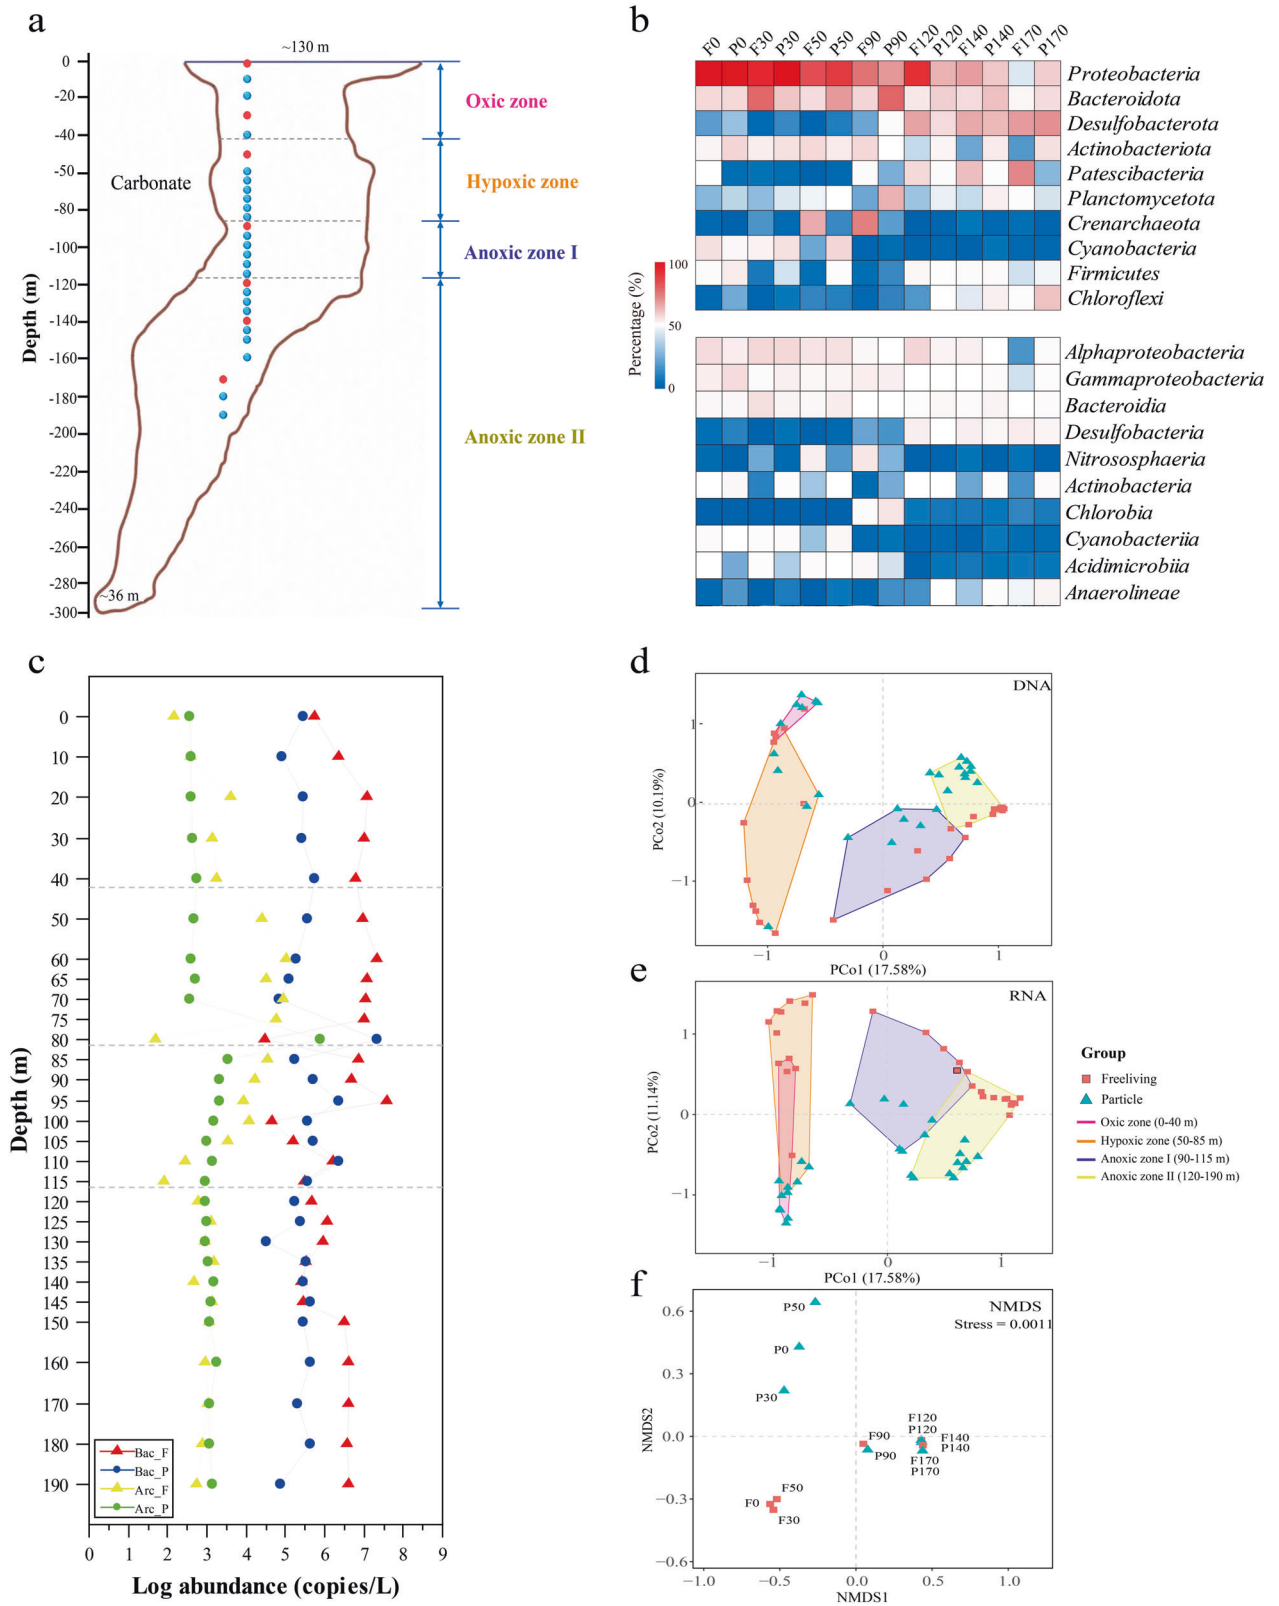 a
~130 m
0
-20
-40
-50
-80
-100
-120
-140
-160
-180
-200
-220
-240
-260
-280
-300
Depth (m)
Carbonate
~36 m
Oxic zone
Hypoxic zone
Anoxic zone I
Anoxic zone II
b
F0 P0 F30 P30 F50 P50 F90 P90 F120 P120 F140 P140 F170 P170
Proteobacteria
Bacteroidota
Desulfobacterota
Actinobacteriota
Patescibacteria
Planctomycetota
Crenarchaeota
Cyanobacteria
Firmicutes
Chloroflexi
Percentage (%)
100
50
0
Alphaproteobacteria
Gammaproteobacteria
Bacteroidia
Desulfobacteria
Nitrososphaeria
Actinobacteria
Chlorobia
Cyanobacteriia
Acidimicrobiia
Anaerolineae
c
0
10
20
30
40
50
60
65
70
75
80
85
90
95
100
105
110
115
120
125
130
135
140
145
150
160
170
180
190
Depth (m)
Bac_F
Bac_P
Arc_F
Arc_P
0 1 2 3 4 5 6 7 8 9
Log abundance (copies/L)
d
DNA
1
0
−1
PCo2 (10.19%)
−1 0 1
PCo1 (17.58%)
e
RNA
1
0
−1
PCo2 (11.14%)
−1 0 1
PCo1 (17.58%)
Group
Freeliving
Particle
Oxic zone (0-40 m)
Hypoxic zone (50-85 m)
Anoxic zone I (90-115 m)
Anoxic zone II (120-190 m)
f
NMDS
Stress = 0.0011
0.6
0.3
0.0
−0.3
−0.6
NMDS2
P50
P0
P30
F90
P90
F120
P120
F140
P140
F170
P170
F50
F0
F30
−1.0 −0.5 0.0 0.5 1.0
NMDS1